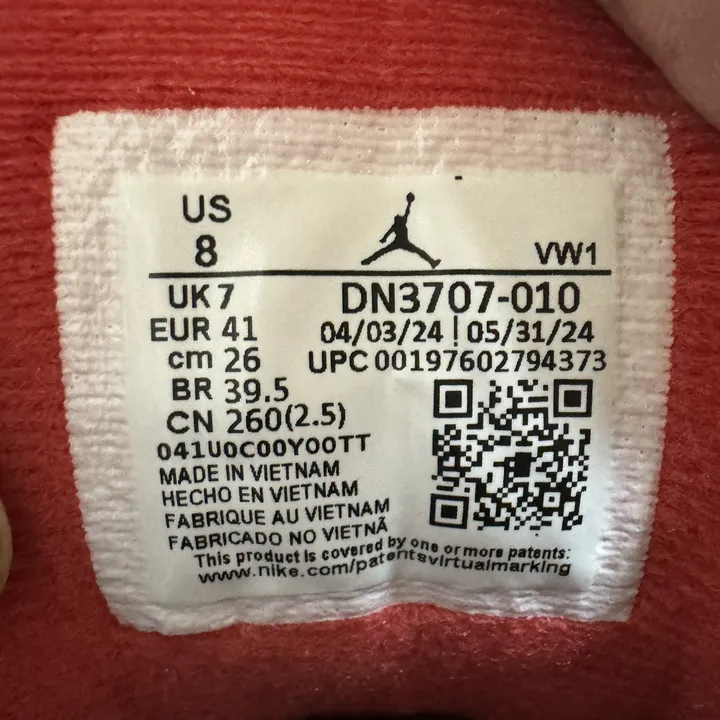 US
8
VW1
UK 7
DN3707-010
EUR 41
04/03/24 | 05/31/24
cm 26
UPC 00197602794373
BR 39.5
CN 260(2.5)
041U0C00Y00TT
MADE IN VIETNAM
HECHO EN VIETNAM
FABRIQUE AU VIETNAM
FABRICADO NO VIETNÃ
This product is covered by one or more patents:
www.nike.com/patentsvirtualmarking